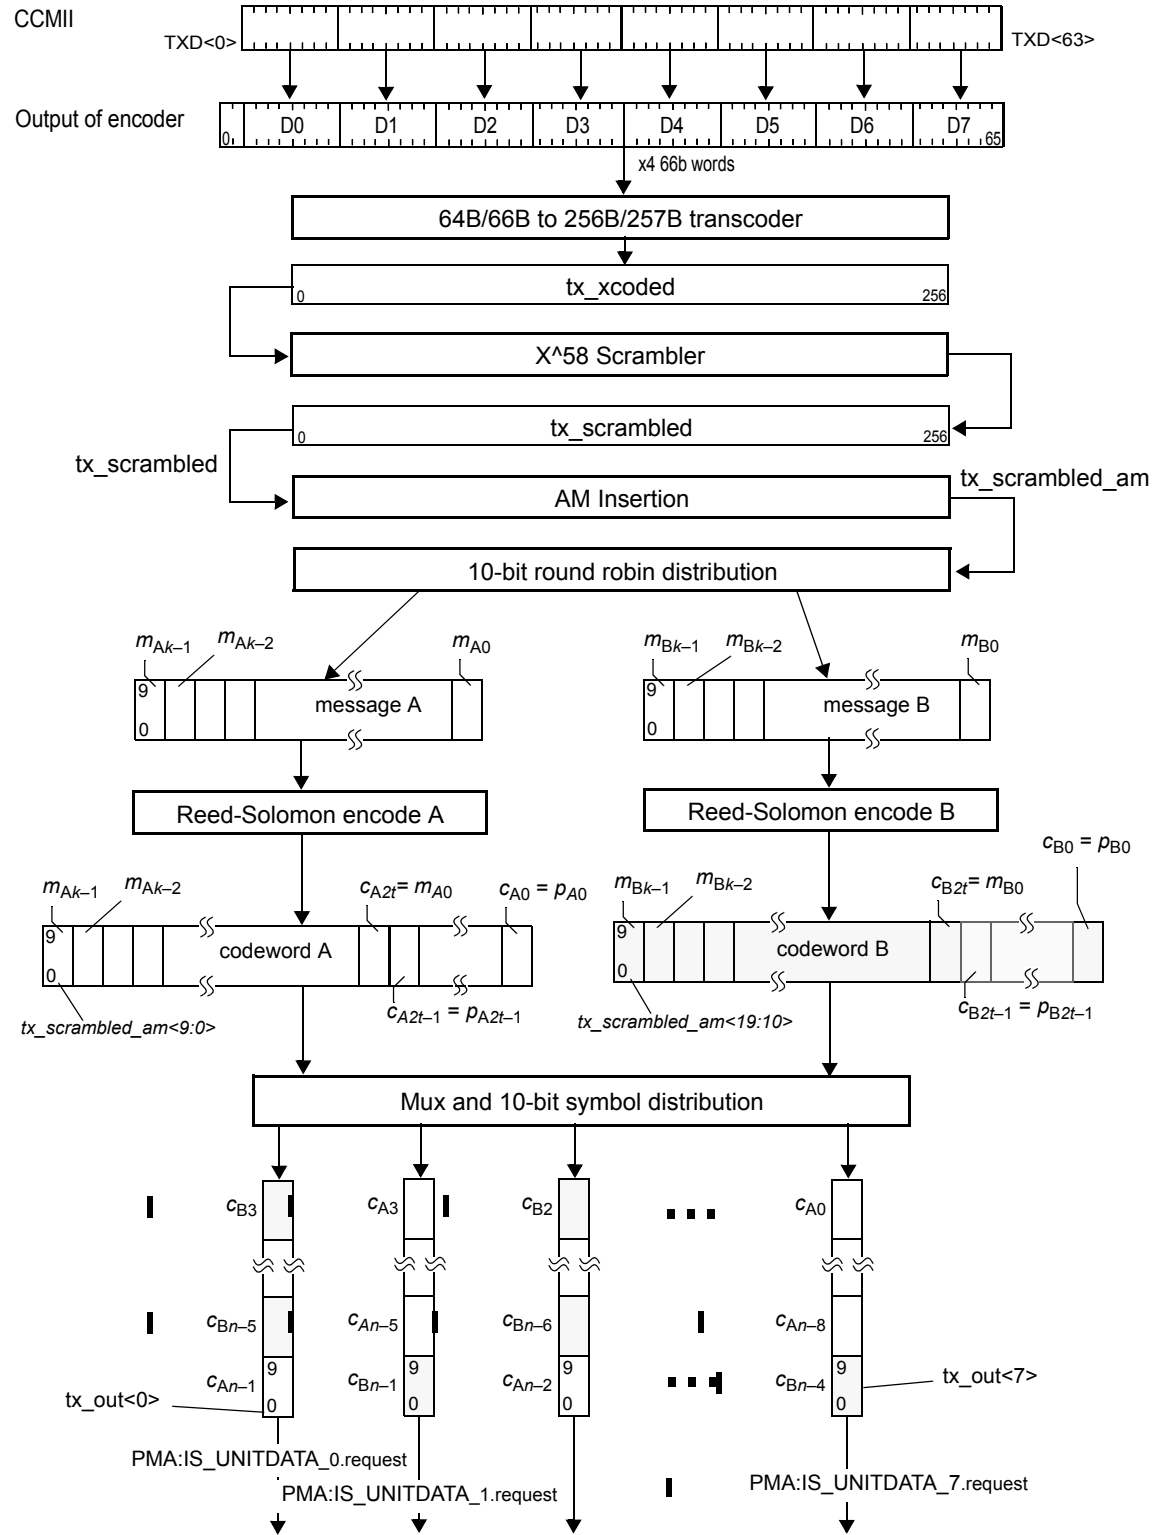 CCMII
TXD<0>
TXD<63>
Output of encoder
0
D0
D1
D2
D3
D4
D5
D6
D7
65
x4 66b words
64B/66B to 256B/257B transcoder
0
tx_xcoded
256
X^58 Scrambler
0
tx_scrambled
256
tx_scrambled
AM Insertion
tx_scrambled_am
10-bit round robin distribution
mAk–1
mAk–2
mA0
mBk–1
mBk–2
mB0
9
message A
0
9
message B
0
Reed-Solomon encode A
Reed-Solomon encode B
cB0 = pB0
mAk–1
mAk–2
cA2t= mA0
cA0 = pA0
mBk–1
mBk–2
cB2t= mB0
9
codeword A
0
9
codeword B
0
tx_scrambled_am<9:0>
cA2t–1 = pA2t–1
tx_scrambled_am<19:10>
cB2t–1 = pB2t–1
Mux and 10-bit symbol distribution
cB3
cA3
cB2
cA0
cBn–5
cAn–5
cBn–6
cAn–8
cAn–1
9
0
cBn–1
9
0
cAn–2
9
0
cBn–4
9
0
tx_out<0>
tx_out<7>
PMA:IS_UNITDATA_0.request
PMA:IS_UNITDATA_1.request
PMA:IS_UNITDATA_7.request